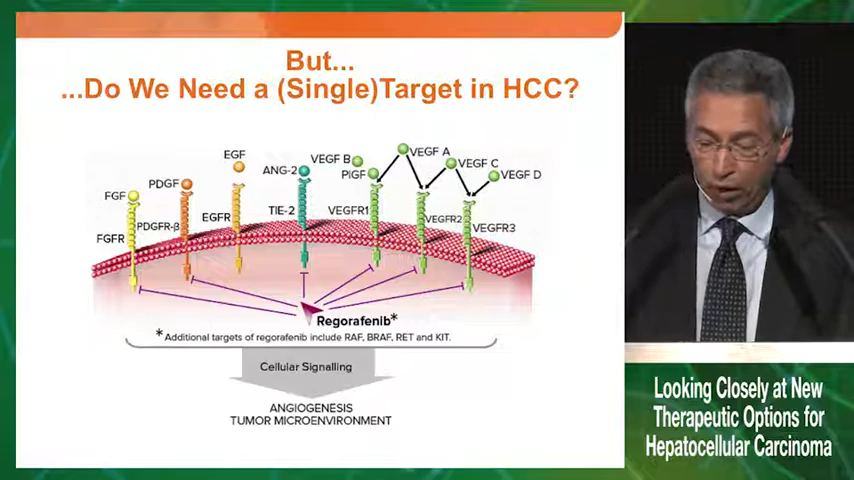 But...
...Do We Need a (Single)Target in HCC?
EGF
VEGF A
VEGF B
VEGF C
ANG-2
PlGF
VEGF D
PDGF
FGF
TIE-2
VEGFR1
EGFR
VEGFR2
PDGFR-β
VEGFR3
FGFR
Regorafenib*
*Additional targets of regorafenib include RAF, BRAF, RET and KIT.
Cellular Signalling
ANGIOGENESIS
TUMOR MICROENVIRONMENT
Looking Closely at New
Therapeutic Options for
Hepatocellular Carcinoma